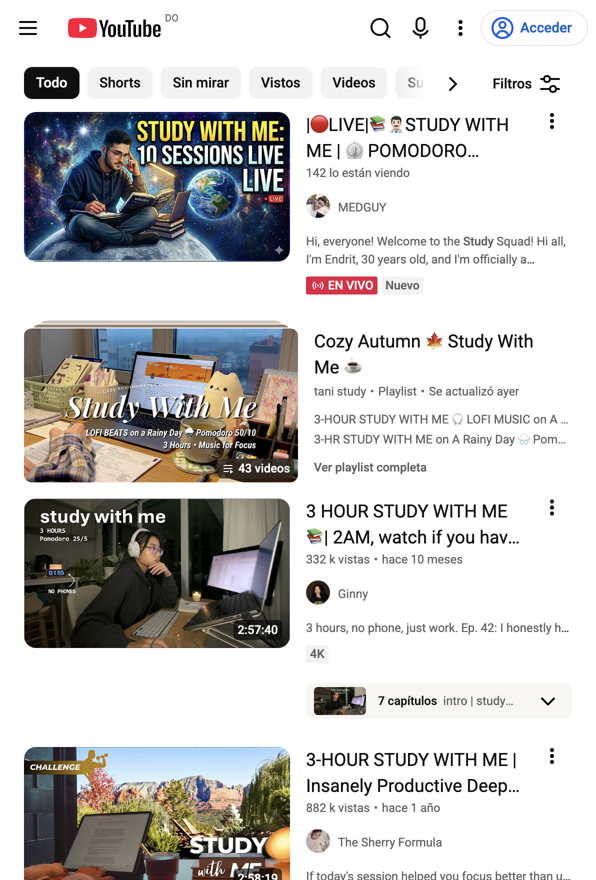 YouTube DO
Acceder
Todo
Shorts
Sin mirar
Vistos
Videos
Su
Filtros
STUDY WITH ME:
10 SESSIONS LIVE
LIVE
LIVE
|🔴LIVE|📚👨🏻‍⚕️STUDY WITH
ME | ⏲️ POMODORO…
142 lo están viendo
MEDGUY
Hi, everyone! Welcome to the Study Squad! Hi all,
I'm Endrit, 30 years old, and I'm officially a…
EN VIVO
Nuevo
Study With Me
LOFI BEATS on a Rainy Day 🌧️ Pomodoro 50/10
3 Hours • Music for Focus
43 videos
Cozy Autumn 🍁 Study With
Me ☕
tani study • Playlist • Se actualizó ayer
3-HOUR STUDY WITH ME 🎧 LOFI MUSIC on A …
3-HR STUDY WITH ME on A Rainy Day 🌧️ Pom…
Ver playlist completa
study with me
3 HOURS
Pomodoro 25/5
01:55
NO PHONES
2:57:40
3 HOUR STUDY WITH ME
📚| 2AM, watch if you hav…
332 k vistas • hace 10 meses
Ginny
3 hours, no phone, just work. Ep. 42: I honestly h…
4K
7 capítulos intro | study…
CHALLENGE
STUDY
with ME
2:58:19
3-HOUR STUDY WITH ME |
Insanely Productive Deep…
882 k vistas • hace 1 año
The Sherry Formula
If today's session helped you focus better than u…